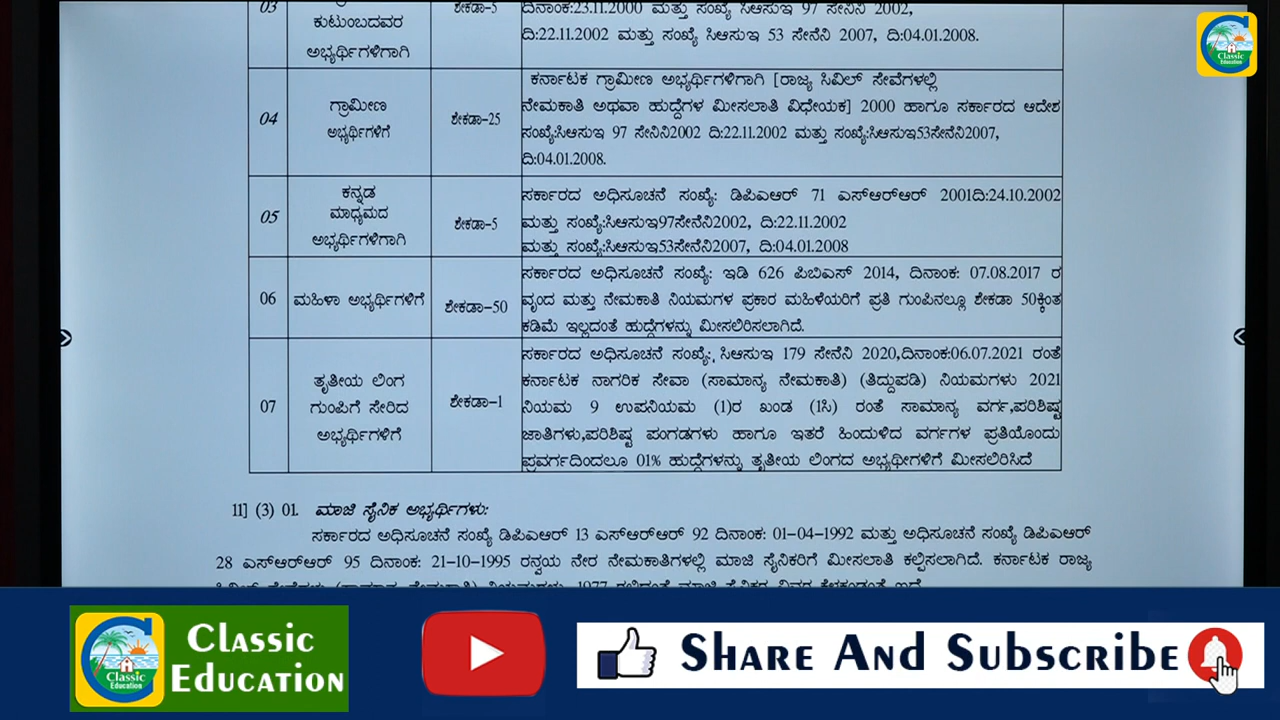 03
ಕುಟುಂಬದವರ
ಅಭ್ಯರ್ಥಿಗಳಿಗಾಗಿ
ಶೇಕಡಾ-5
ದಿನಾಂಕ:23.11.2000 ಮತ್ತು ಸಂಖ್ಯೆ ಸಿಆಸುಇ 97 ಸೇನಿನಿ 2002,
ದಿ:22.11.2002 ಮತ್ತು ಸಂಖ್ಯೆ ಸಿಆಸುಇ 53 ಸೇನೆನಿ 2007, ದಿ:04.01.2008.
04
ಗ್ರಾಮೀಣ
ಅಭ್ಯರ್ಥಿಗಳಿಗೆ
ಶೇಕಡಾ-25
ಕರ್ನಾಟಕ ಗ್ರಾಮೀಣ ಅಭ್ಯರ್ಥಿಗಳಿಗಾಗಿ [ರಾಜ್ಯ ಸಿವಿಲ್ ಸೇವೆಗಳಲ್ಲಿ
ನೇಮಕಾತಿ ಅಥವಾ ಹುದ್ದೆಗಳ ಮೀಸಲಾತಿ ವಿಧೇಯಕ] 2000 ಹಾಗೂ ಸರ್ಕಾರದ ಆದೇಶ
ಸಂಖ್ಯೆ:ಸಿಆಸುಇ 97 ಸೇನಿನಿ2002 ದಿ:22.11.2002 ಮತ್ತು ಸಂಖ್ಯೆ:ಸಿಆಸುಇ53ಸೇನೆನಿ2007,
ದಿ:04.01.2008.
05
ಕನ್ನಡ
ಮಾಧ್ಯಮದ
ಅಭ್ಯರ್ಥಿಗಳಿಗಾಗಿ
ಶೇಕಡಾ-5
ಸರ್ಕಾರದ ಅಧಿಸೂಚನೆ ಸಂಖ್ಯೆ: ಡಿಪಿಎಆರ್ 71 ಎಸ್ಆರ್ಆರ್ 2001ದಿ:24.10.2002
ಮತ್ತು ಸಂಖ್ಯೆ:ಸಿಆಸುಇ97ಸೇನೆನಿ2002, ದಿ:22.11.2002
ಮತ್ತು ಸಂಖ್ಯೆ:ಸಿಆಸುಇ53ಸೇನೆನಿ2007, ದಿ:04.01.2008
06
ಮಹಿಳಾ ಅಭ್ಯರ್ಥಿಗಳಿಗೆ
ಶೇಕಡಾ-50
ಸರ್ಕಾರದ ಅಧಿಸೂಚನೆ ಸಂಖ್ಯೆ: ಇಡಿ 626 ಪಿಬಿಎಸ್ 2014, ದಿನಾಂಕ: 07.08.2017 ರ
ವೃಂದ ಮತ್ತು ನೇಮಕಾತಿ ನಿಯಮಗಳ ಪ್ರಕಾರ ಮಹಿಳೆಯರಿಗೆ ಪ್ರತಿ ಗುಂಪಿನಲ್ಲೂ ಶೇಕಡಾ 50ಕ್ಕಿಂತ
ಕಡಿಮೆ ಇಲ್ಲದಂತೆ ಹುದ್ದೆಗಳನ್ನು ಮೀಸಲಿರಿಸಲಾಗಿದೆ.
07
ತೃತೀಯ ಲಿಂಗ
ಗುಂಪಿಗೆ ಸೇರಿದ
ಅಭ್ಯರ್ಥಿಗಳಿಗೆ
ಶೇಕಡಾ-1
ಸರ್ಕಾರದ ಅಧಿಸೂಚನೆ ಸಂಖ್ಯೆ:, ಸಿಆಸುಇ 179 ಸೇನೆನಿ 2020,ದಿನಾಂಕ:06.07.2021 ರಂತೆ
ಕರ್ನಾಟಕ ನಾಗರಿಕ ಸೇವಾ (ಸಾಮಾನ್ಯ ನೇಮಕಾತಿ) (ತಿದ್ದುಪಡಿ) ನಿಯಮಗಳು 2021
ನಿಯಮ 9 ಉಪನಿಯಮ (1)ರ ಖಂಡ (1ಸಿ) ರಂತೆ ಸಾಮಾನ್ಯ ವರ್ಗ,ಪರಿಶಿಷ್ಟ
ಜಾತಿಗಳು,ಪರಿಶಿಷ್ಟ ಪಂಗಡಗಳು ಹಾಗೂ ಇತರೆ ಹಿಂದುಳಿದ ವರ್ಗಗಳ ಪ್ರತಿಯೊಂದು
ಪ್ರವರ್ಗದಿಂದಲೂ 01% ಹುದ್ದೆಗಳನ್ನು ತೃತೀಯ ಲಿಂಗದ ಅಭ್ಯರ್ಥಿಗಳಿಗೆ ಮೀಸಲಿರಿಸಿದೆ
11] (3) 01. ಮಾಜಿ ಸೈನಿಕ ಅಭ್ಯರ್ಥಿಗಳು:
ಸರ್ಕಾರದ ಅಧಿಸೂಚನೆ ಸಂಖ್ಯೆ ಡಿಪಿಎಆರ್ 13 ಎಸ್ಆರ್ಆರ್ 92 ದಿನಾಂಕ: 01-04-1992 ಮತ್ತು ಅಧಿಸೂಚನೆ ಸಂಖ್ಯೆ ಡಿಪಿಎಆರ್
28 ಎಸ್ಆರ್ಆರ್ 95 ದಿನಾಂಕ: 21-10-1995 ರನ್ವಯ ನೇರ ನೇಮಕಾತಿಗಳಲ್ಲಿ ಮಾಜಿ ಸೈನಿಕರಿಗೆ ಮೀಸಲಾತಿ ಕಲ್ಪಿಸಲಾಗಿದೆ. ಕರ್ನಾಟಕ ರಾಜ್ಯ
Classic
Education
Classic
Education
Classic
Education
Share And Subscribe